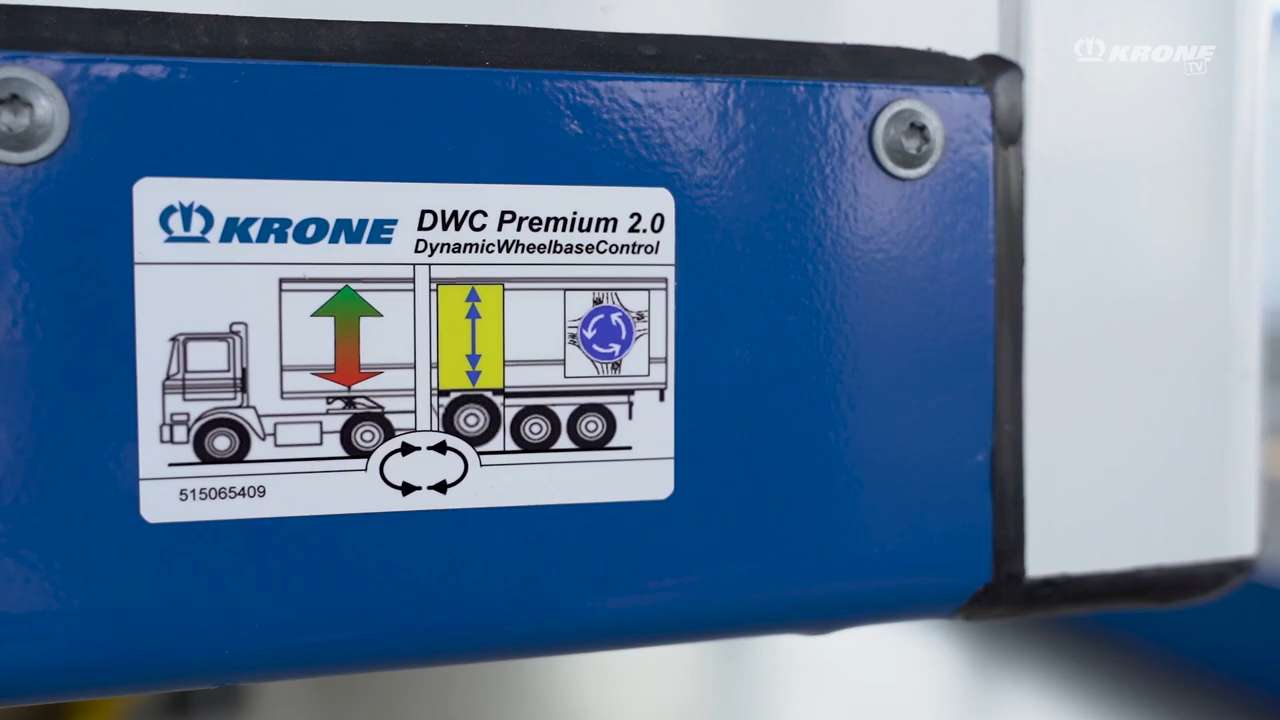 KRONE
TV
KRONE
DWC Premium 2.0
DynamicWheelbaseControl
515065409